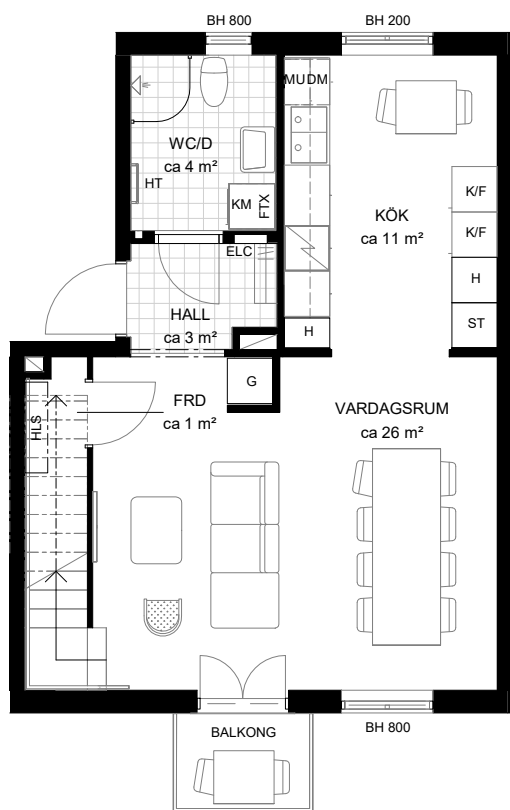 BH 800
BH 200
MUDM
WC/D
ca 4 m²
HT
KM
FTX
K/F
KÖK
ca 11 m²
K/F
ELC
H
HALL
ca 3 m²
H
ST
G
FRD
ca 1 m²
HLS
VARDAGSRUM
ca 26 m²
BALKONG
BH 800